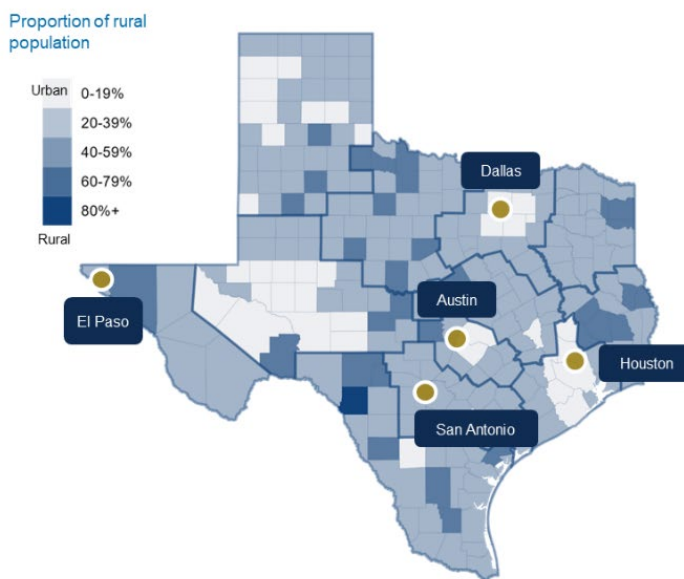 Proportion of rural
population
Urban
0-19%
20-39%
40-59%
60-79%
80%+
Rural
Dallas
Austin
El Paso
Houston
San Antonio